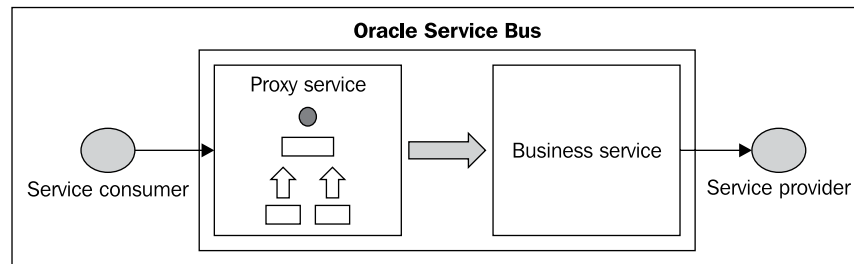 Oracle Service Bus
Proxy service
Business service
Service consumer
Service provider